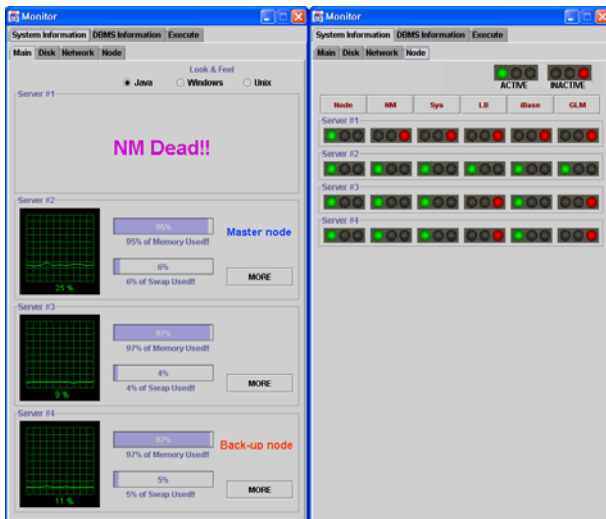 Monitor
System Information DBMS Information Execute
Main Disk Network Node
Look & Feel
Java Windows Unix
Server #1
NM Dead!!
Server #2
95%
95% of Memory Used!!
Master node
6%
6% of Swap Used!!
MORE
25 %
Server #3
97%
97% of Memory Used!!
4%
4% of Swap Used!!
MORE
9 %
Server #4
97%
97% of Memory Used!!
Back-up node
5%
5% of Swap Used!!
MORE
11 %
Monitor
System Information DBMS Information Execute
Main Disk Network Node
ACTIVE INACTIVE
Node NM Sys LB iBase GLM
Server #1
Server #2
Server #3
Server #4